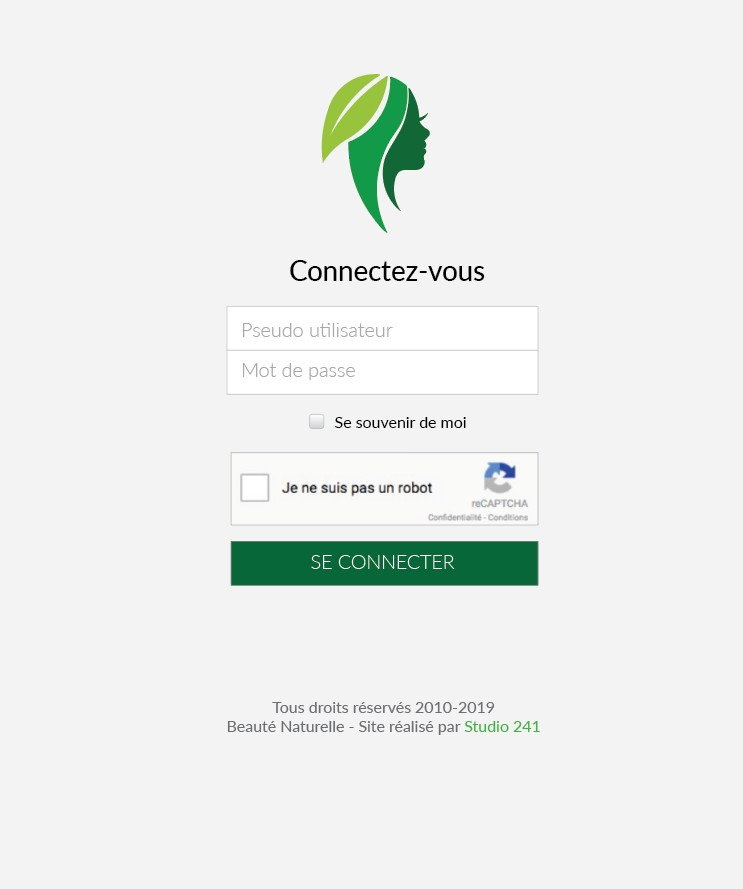 Connectez-vous
Pseudo utilisateur
Mot de passe
Se souvenir de moi
Je ne suis pas un robot
reCAPTCHA
Confidentialité - Conditions
SE CONNECTER
Tous droits réservés 2010-2019
Beauté Naturelle - Site réalisé par Studio 241